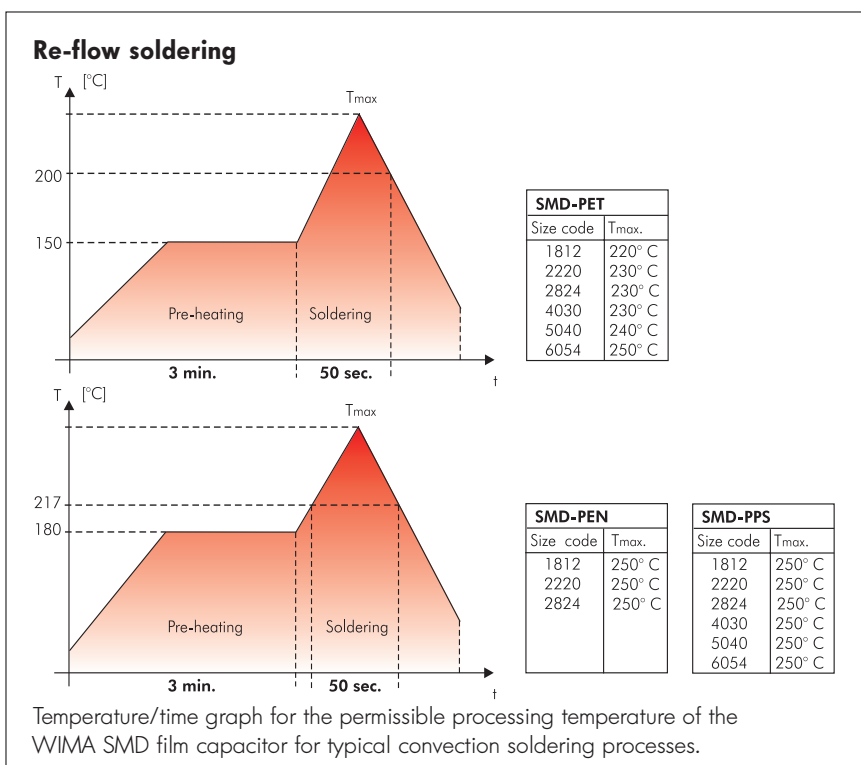 Re-flow soldering
T [°C]
Tmax
200
150
Pre-heating
Soldering
3 min.
50 sec.
t
SMD-PET
Size code Tmax.
1812 220° C
2220 230° C
2824 230° C
4030 230° C
5040 240° C
6054 250° C
T [°C]
Tmax
217
180
Pre-heating
Soldering
3 min.
50 sec.
t
SMD-PEN
Size code Tmax.
1812 250° C
2220 250° C
2824 250° C
SMD-PPS
Size code Tmax.
1812 250° C
2220 250° C
2824 250° C
4030 250° C
5040 250° C
6054 250° C
Temperature/time graph for the permissible processing temperature of the
WIMA SMD film capacitor for typical convection soldering processes.